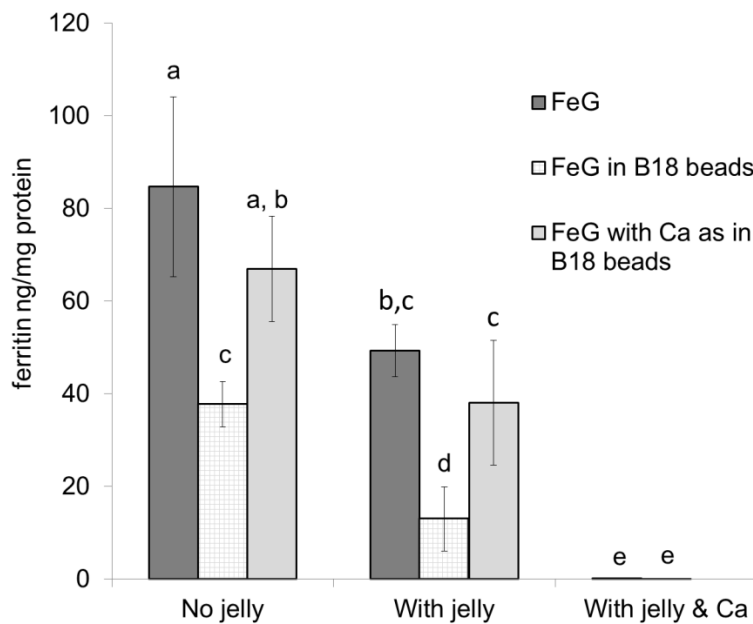 120
100
80
60
40
20
0
ferritin ng/mg protein
a
c
a, b
b,c
d
c
e e
No jelly With jelly With jelly & Ca
FeG
FeG in B18 beads
FeG with Ca as in
B18 beads